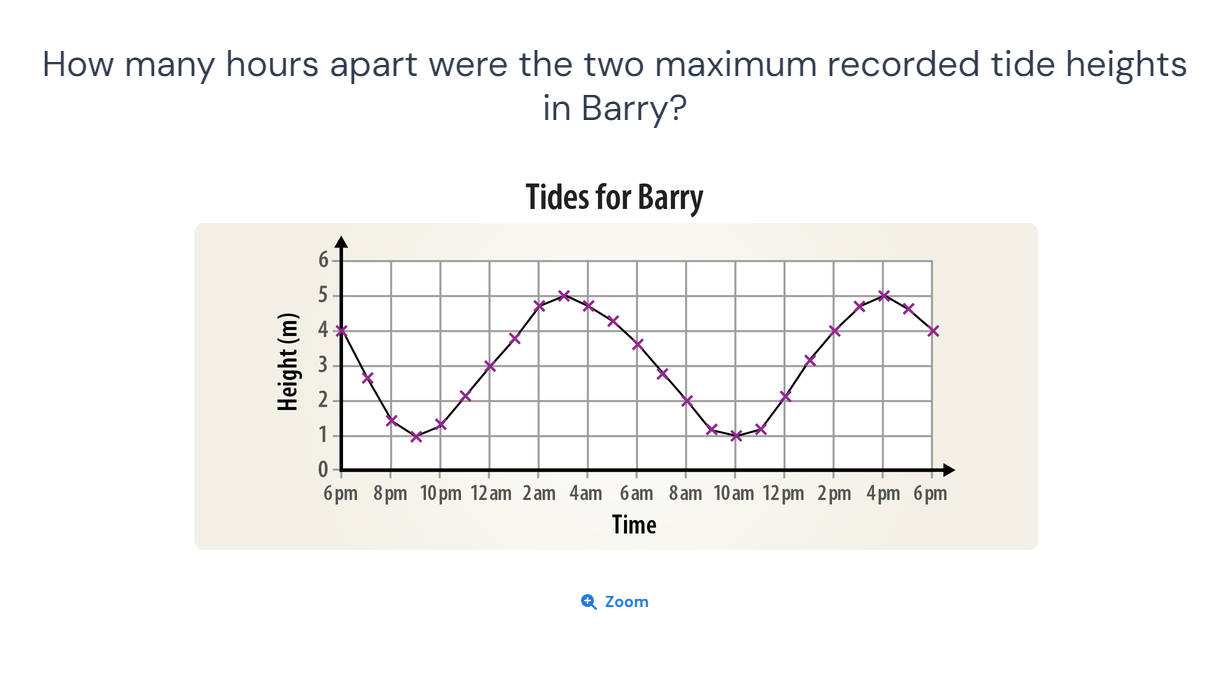 How many hours apart were the two maximum recorded tide heights
in Barry?
Tides for Barry
Height (m)
6
5
4
3
2
1
0
6 pm 8 pm 10 pm 12 am 2 am 4 am 6 am 8 am 10 am 12 pm 2 pm 4 pm 6 pm
Time
Zoom